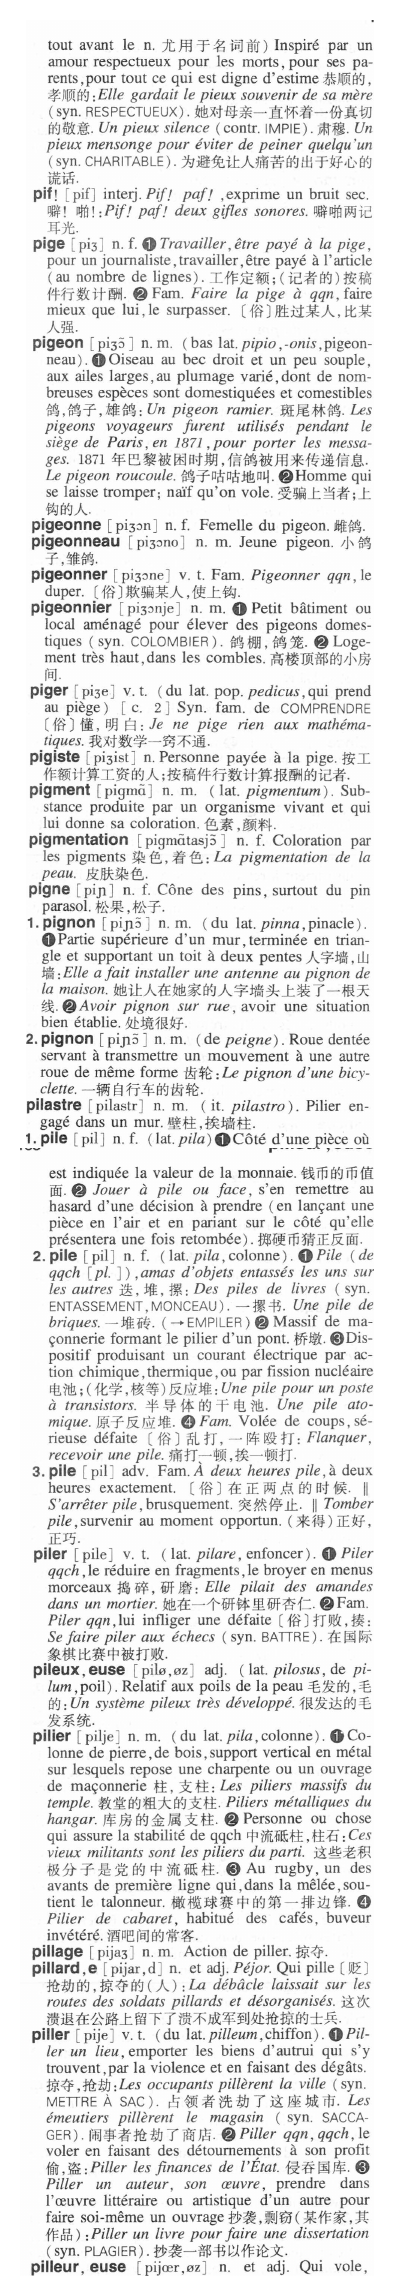 tout avant le n. 尤用于名词前) Inspiré par un
amour respectueux pour les morts, pour ses pa-
rents, pour tout ce qui est digne d'estime 恭顺的,
孝顺的: Elle gardait le pieux souvenir de sa mère
(syn. RESPECTUEUX). 她对母亲一直怀着一份真切
的敬意. Un pieux silence (contr. IMPIE). 肃穆. Un
pieux mensonge pour éviter de peiner quelqu'un
(syn. CHARITABLE). 为避免让人痛苦的出于好心的
谎话.
pif! [pif] interj. Pif! paf!, exprime un bruit sec.
噼! 啪!: Pif! paf! deux gifles sonores. 噼啪两记
耳光.
pige [piʒ] n. f. ❶ Travailler, être payé à la pige,
pour un journaliste, travailler, être payé à l'article
(au nombre de lignes). 工作定额; (记者的)按稿
件行数计酬. ❷ Fam. Faire la pige à qqn, faire
mieux que lui, le surpasser. 〔俗〕胜过某人, 比某
人强.
pigeon [piʒɔ̃] n. m. (bas lat. pipio, -onis, pigeon-
neau). ❶ Oiseau au bec droit et un peu souple,
aux ailes larges, au plumage varié, dont de nom-
breuses espèces sont domestiquées et comestibles
鸽, 鸽子, 雄鸽: Un pigeon ramier. 斑尾林鸽. Les
pigeons voyageurs furent utilisés pendant le
siège de Paris, en 1871, pour porter les messa-
ges. 1871 年巴黎被困时期, 信鸽被用来传递信息.
Le pigeon roucoule. 鸽子咕咕地叫. ❷ Homme qui
se laisse tromper; naïf qu'on vole. 受骗上当者; 上
钩的人.
pigeonne [piʒɔn] n. f. Femelle du pigeon. 雌鸽.
pigeonneau [piʒɔno] n. m. Jeune pigeon. 小鸽
子, 雏鸽.
pigeonner [piʒɔne] v. t. Fam. Pigeonner qqn, le
duper. 〔俗〕欺骗某人, 使上钩.
pigeonnier [piʒɔnje] n. m. ❶ Petit bâtiment ou
local aménagé pour élever des pigeons domes-
tiques (syn. COLOMBIER). 鸽棚, 鸽笼. ❷ Loge-
ment très haut, dans les combles. 高楼顶部的小房
间.
piger [piʒe] v. t. (du lat. pop. pedicus, qui prend
au piège) [c. 2] Syn. fam. de COMPRENDRE
〔俗〕懂, 明白: Je ne pige rien aux mathéma-
tiques. 我对数学一窍不通.
pigiste [piʒist] n. Personne payée à la pige. 按工
作额计算工资的人; 按稿件行数计算报酬的记者.
pigment [pigmɑ̃] n. m. (lat. pigmentum). Sub-
stance produite par un organisme vivant et qui
lui donne sa coloration. 色素, 颜料.
pigmentation [pigmɑ̃tasjɔ̃] n. f. Coloration par
les pigments 染色, 着色: La pigmentation de la
peau. 皮肤染色.
pigne [piɲ] n. f. Cône des pins, surtout du pin
parasol. 松果, 松子.
1. pignon [piɲɔ̃] n. m. (du lat. pinna, pinacle).
❶ Partie supérieure d'un mur, terminée en trian-
gle et supportant un toit à deux pentes 人字墙, 山
墙: Elle a fait installer une antenne au pignon de
la maison. 她让人在她家的人字墙头上装了一根天
线. ❷ Avoir pignon sur rue, avoir une situation
bien établie. 处境很好.
2. pignon [piɲɔ̃] n. m. (de peigne). Roue dentée
servant à transmettre un mouvement à une autre
roue de même forme 齿轮: Le pignon d'une bicy-
clette. 一辆自行车的齿轮.
pilastre [pilastr] n. m. (it. pilastro). Pilier en-
gagé dans un mur. 壁柱, 挨墙柱.
1. pile [pil] n. f. (lat. pila) ❶ Côté d'une pièce où
est indiquée la valeur de la monnaie. 钱币的币值
面. ❷ Jouer à pile ou face, s'en remettre au
hasard d'une décision à prendre (en lançant une
pièce en l'air et en pariant sur le côté qu'elle
présentera une fois retombée). 掷硬币猜正反面.
2. pile [pil] n. f. (lat. pila, colonne). ❶ Pile (de
qqch [pl.]), amas d'objets entassés les uns sur
les autres 迭, 堆, 摞: Des piles de livres (syn.
ENTASSEMENT, MONCEAU). 一摞书. Une pile de
briques. 一堆砖. (→ EMPILER) ❷ Massif de ma-
çonnerie formant le pilier d'un pont. 桥墩. ❸ Dis-
positif produisant un courant électrique par ac-
tion chimique, thermique, ou par fission nucléaire
电池; (化学, 核等)反应堆: Une pile pour un poste
à transistors. 半导体的干电池. Une pile ato-
mique. 原子反应堆. ❹ Fam. Volée de coups, sé-
rieuse défaite 〔俗〕乱打, 一阵殴打: Flanquer,
recevoir une pile. 痛打一顿, 挨一顿打.
3. pile [pil] adv. Fam. À deux heures pile, à deux
heures exactement. 〔俗〕在正两点的时候. ‖
S'arrêter pile, brusquement. 突然停止. ‖ Tomber
pile, survenir au moment opportun. (来得)正好,
正巧.
piler [pile] v. t. (lat. pilare, enfoncer). ❶ Piler
qqch, le réduire en fragments, le broyer en menus
morceaux 捣碎, 研磨: Elle pilait des amandes
dans un mortier. 她在一个研钵里研杏仁. ❷ Fam.
Piler qqn, lui infliger une défaite 〔俗〕打败, 揍:
Se faire piler aux échecs (syn. BATTRE). 在国际
象棋比赛中被打败.
pileux, euse [pilø, øz] adj. (lat. pilosus, de pi-
lum, poil). Relatif aux poils de la peau 毛发的, 毛
的: Un système pileux très développé. 很发达的毛
发系统.
pilier [pilje] n. m. (du lat. pila, colonne). ❶ Co-
lonne de pierre, de bois, support vertical en métal
sur lesquels repose une charpente ou un ouvrage
de maçonnerie 柱, 支柱: Les piliers massifs du
temple. 教堂的粗大的支柱. Piliers métalliques du
hangar. 库房的金属支柱. ❷ Personne ou chose
qui assure la stabilité de qqch 中流砥柱, 柱石: Ces
vieux militants sont les piliers du parti. 这些老积
极分子是党的中流砥柱. ❸ Au rugby, un des
avants de première ligne qui, dans la mêlée, sou-
tient le talonneur. 橄榄球赛中的第一排边锋. ❹
Pilier de cabaret, habitué des cafés, buveur
invétéré. 酒吧间的常客.
pillage [pijaʒ] n. m. Action de piller. 掠夺.
pillard, e [pijar, d] n. et adj. Péjor. Qui pille 〔贬〕
抢劫的, 掠夺的(人): La débâcle laissait sur les
routes des soldats pillards et désorganisés. 这次
溃退在公路上留下了溃不成军到处抢掠的士兵.
piller [pije] v. t. (du lat. pilleum, chiffon). ❶ Pil-
ler un lieu, emporter les biens d'autrui qui s'y
trouvent, par la violence et en faisant des dégâts.
掠夺, 抢劫: Les occupants pillèrent la ville (syn.
METTRE À SAC). 占领者洗劫了这座城市. Les
émeutiers pillèrent le magasin (syn. SACCA-
GER). 闹事者抢劫了商店. ❷ Piller qqn, qqch, le
voler en faisant des détournements à son profit
偷, 盗: Piller les finances de l'État. 侵吞国库. ❸
Piller un auteur, son œuvre, prendre dans
l'œuvre littéraire ou artistique d'un autre pour
faire soi-même un ouvrage 抄袭, 剽窃(某作家, 其
作品): Piller un livre pour faire une dissertation
(syn. PLAGIER). 抄袭一部书以作论文.
pilleur, euse [pijœr, øz] n. et adj. Qui vole,